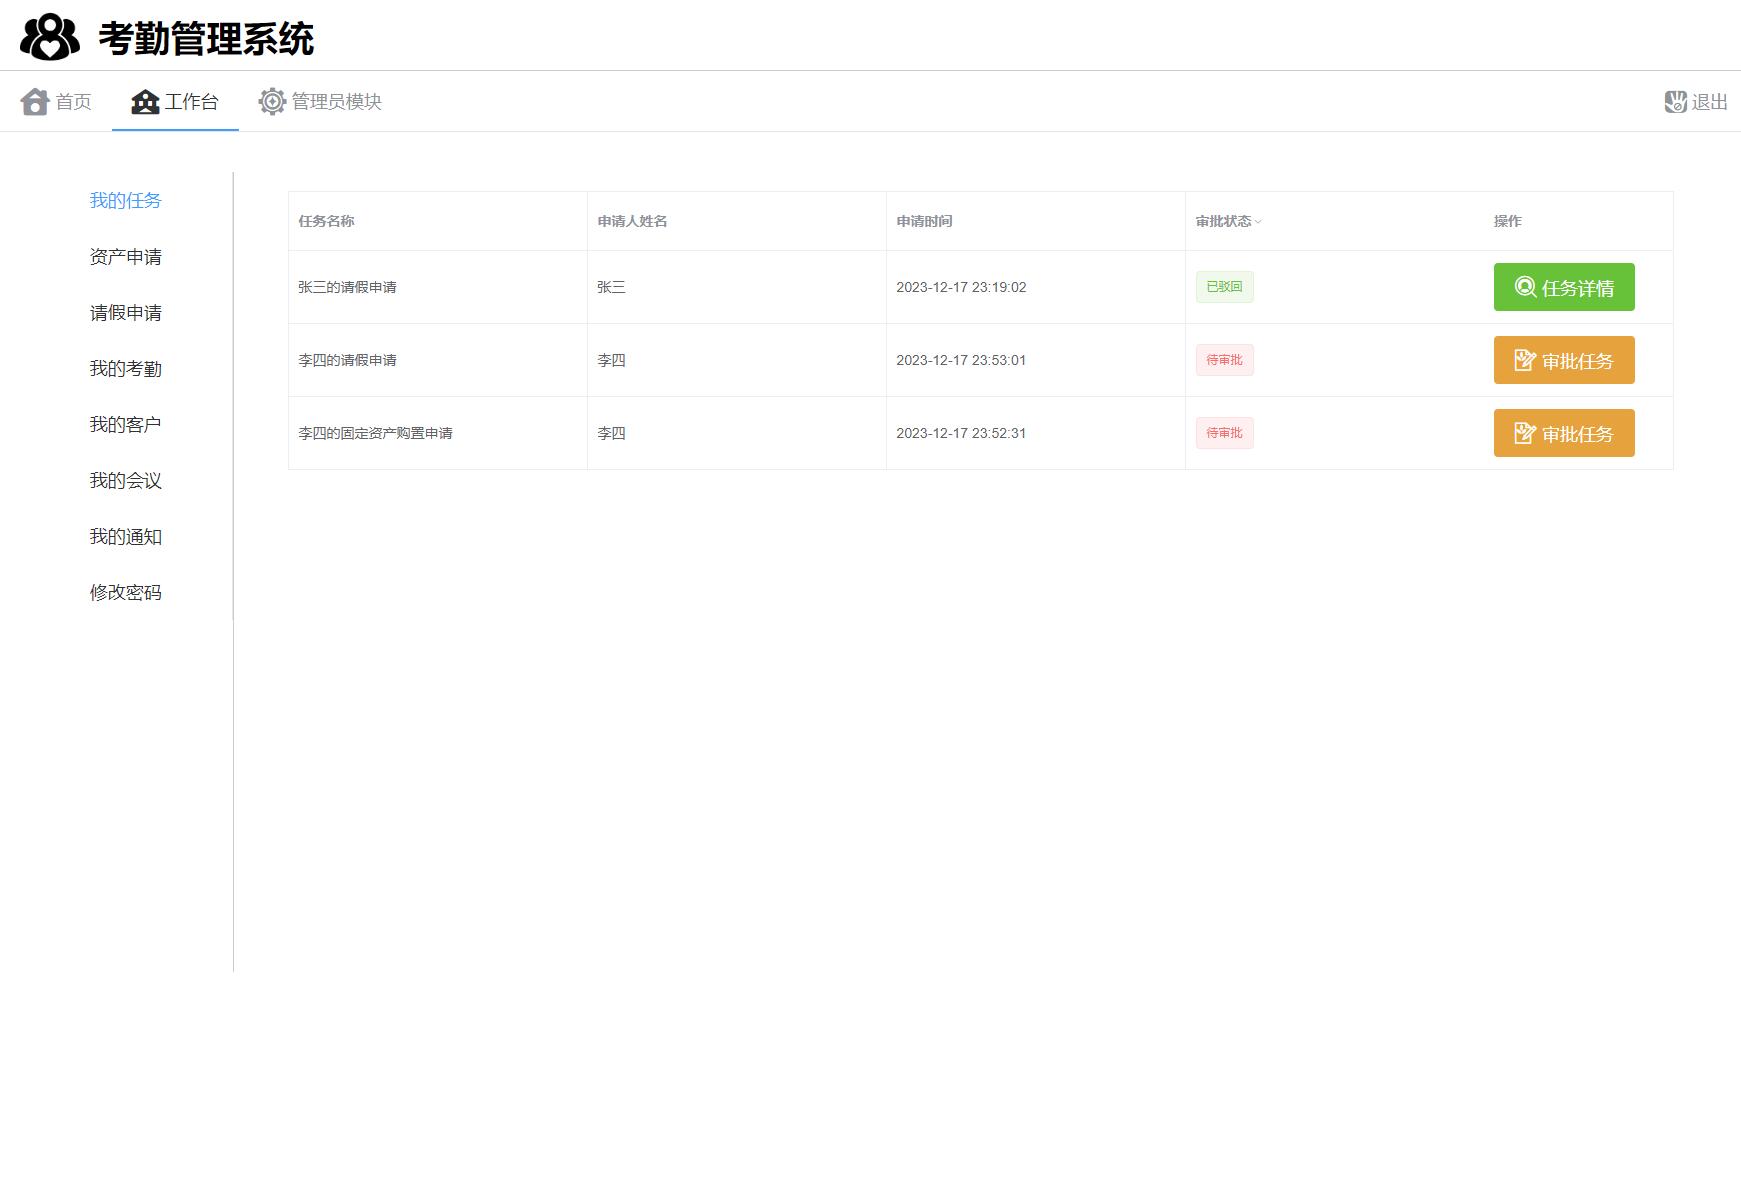 考勤管理系统
首页 工作台 管理员模块 退出
我的任务
资产申请
请假申请
我的考勤
我的客户
我的会议
我的通知
修改密码
任务名称 申请人姓名 申请时间 审批状态 操作
张三的请假申请 张三 2023-12-17 23:19:02 已驳回 任务详情
李四的请假申请 李四 2023-12-17 23:53:01 待审批 审批任务
李四的固定资产购置申请 李四 2023-12-17 23:52:31 待审批 审批任务